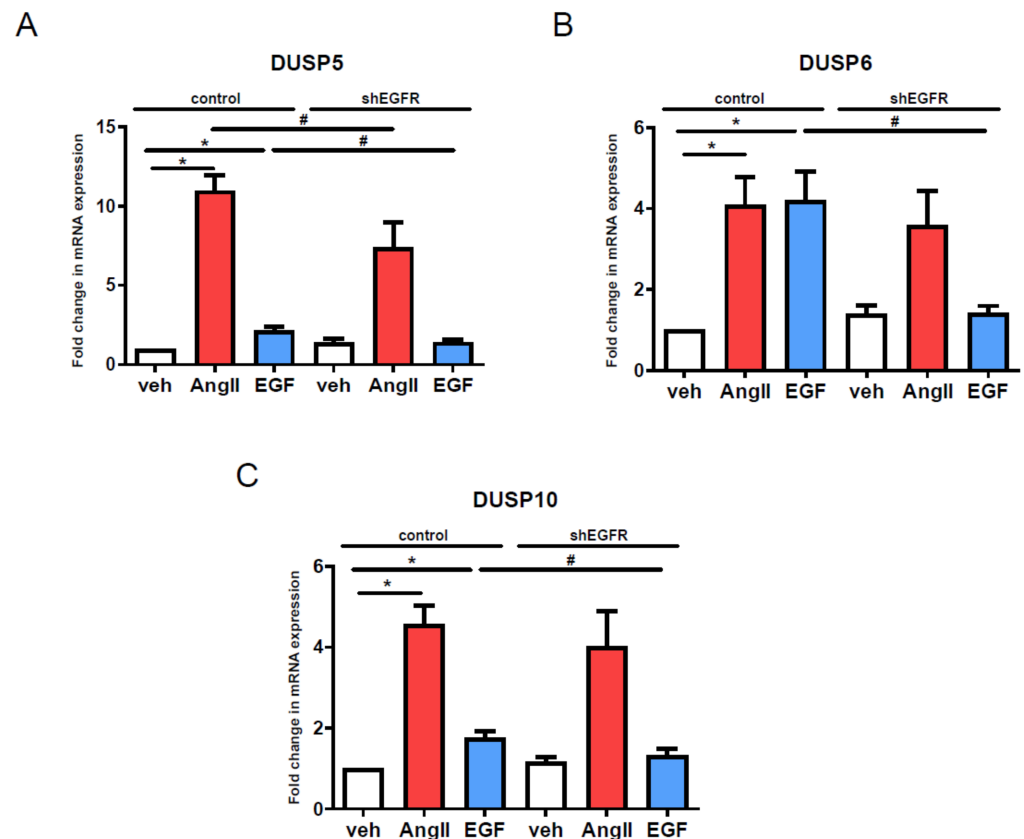 A
DUSP5
control shEGFR
#
* #
*
15
10
5
0
Fold change in mRNA expression
veh AngII EGF veh AngII EGF
B
DUSP6
control shEGFR
* #
*
6
4
2
0
Fold change in mRNA expression
veh AngII EGF veh AngII EGF
C
DUSP10
control shEGFR
* #
*
6
4
2
0
Fold change in mRNA expression
veh AngII EGF veh AngII EGF